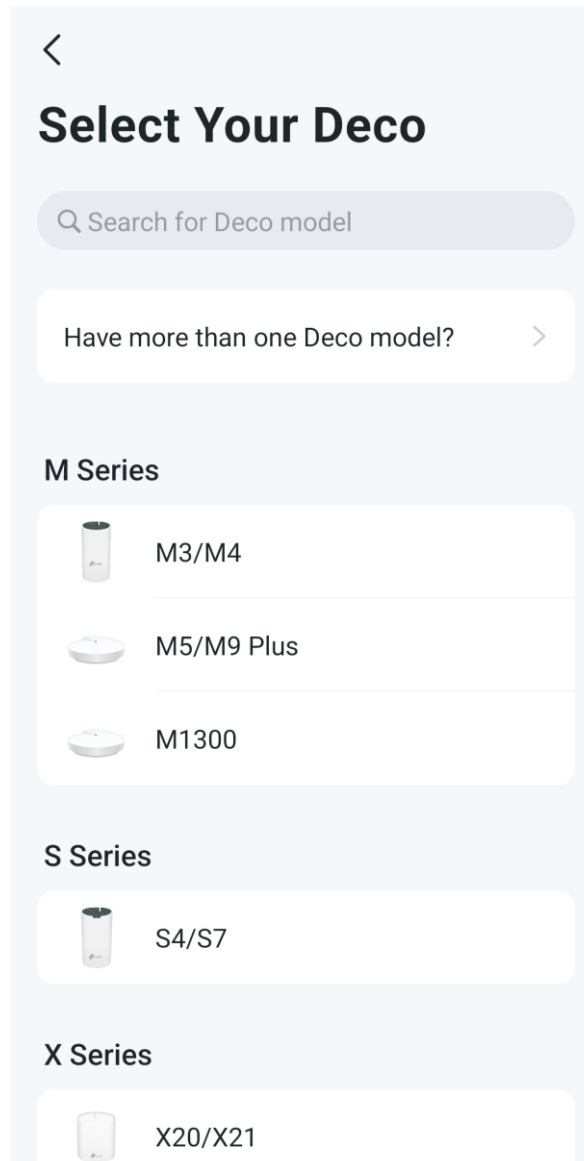 Select Your Deco
Search for Deco model
Have more than one Deco model?
M Series
M3/M4
M5/M9 Plus
M1300
S Series
S4/S7
X Series
X20/X21